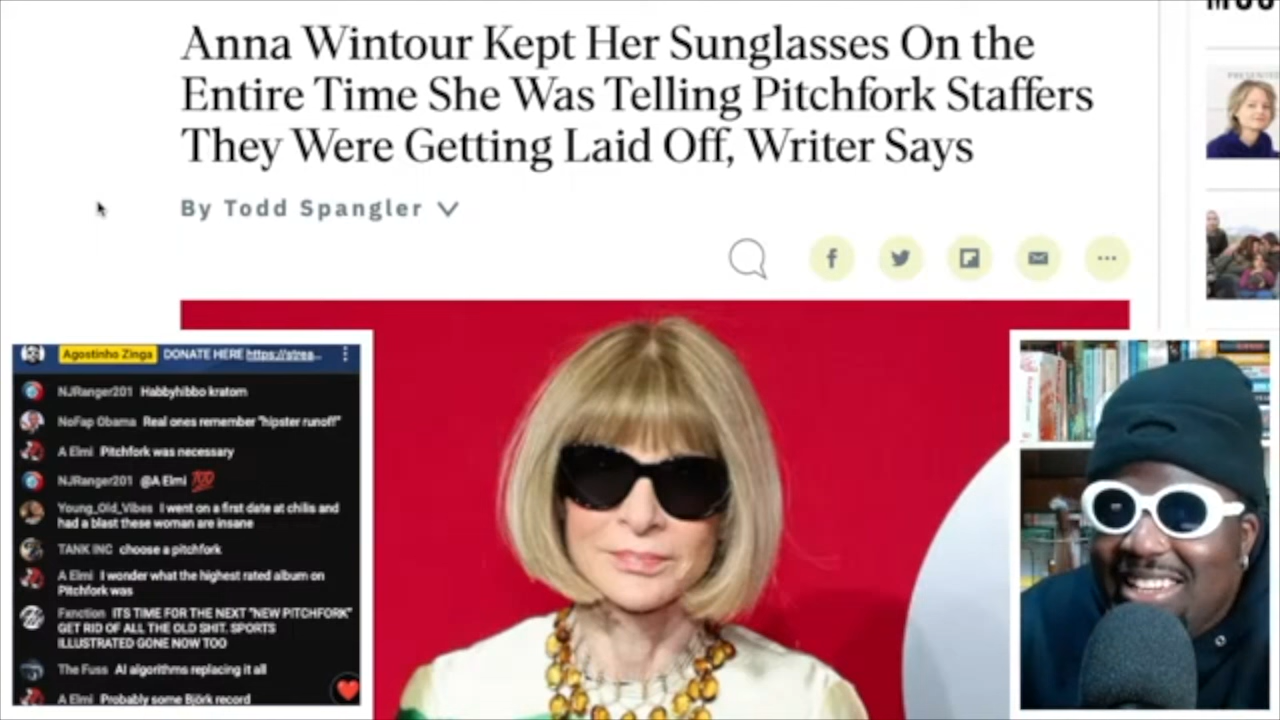 Anna Wintour Kept Her Sunglasses On the
Entire Time She Was Telling Pitchfork Staffers
They Were Getting Laid Off, Writer Says
By Todd Spangler
Agostinho Zinga DONATE HERE https://strea...
NJRanger201 Habbyhibbo kratom
NoFap Obama Real ones remember "hipster runoff"
A Elmi Pitchfork was necessary
NJRanger201 @A Elmi 💯
Young_Old_Vibes I went on a first date at chilis and
had a blast these woman are insane
TANK INC choose a pitchfork
A Elmi I wonder what the highest rated album on
Pitchfork was
Fxnction ITS TIME FOR THE NEXT "NEW PITCHFORK"
GET RID OF ALL THE OLD SHIT. SPORTS
ILLUSTRATED GONE NOW TOO
The Fuss AI algorithms replacing it all
A Elmi Probably some Björk record